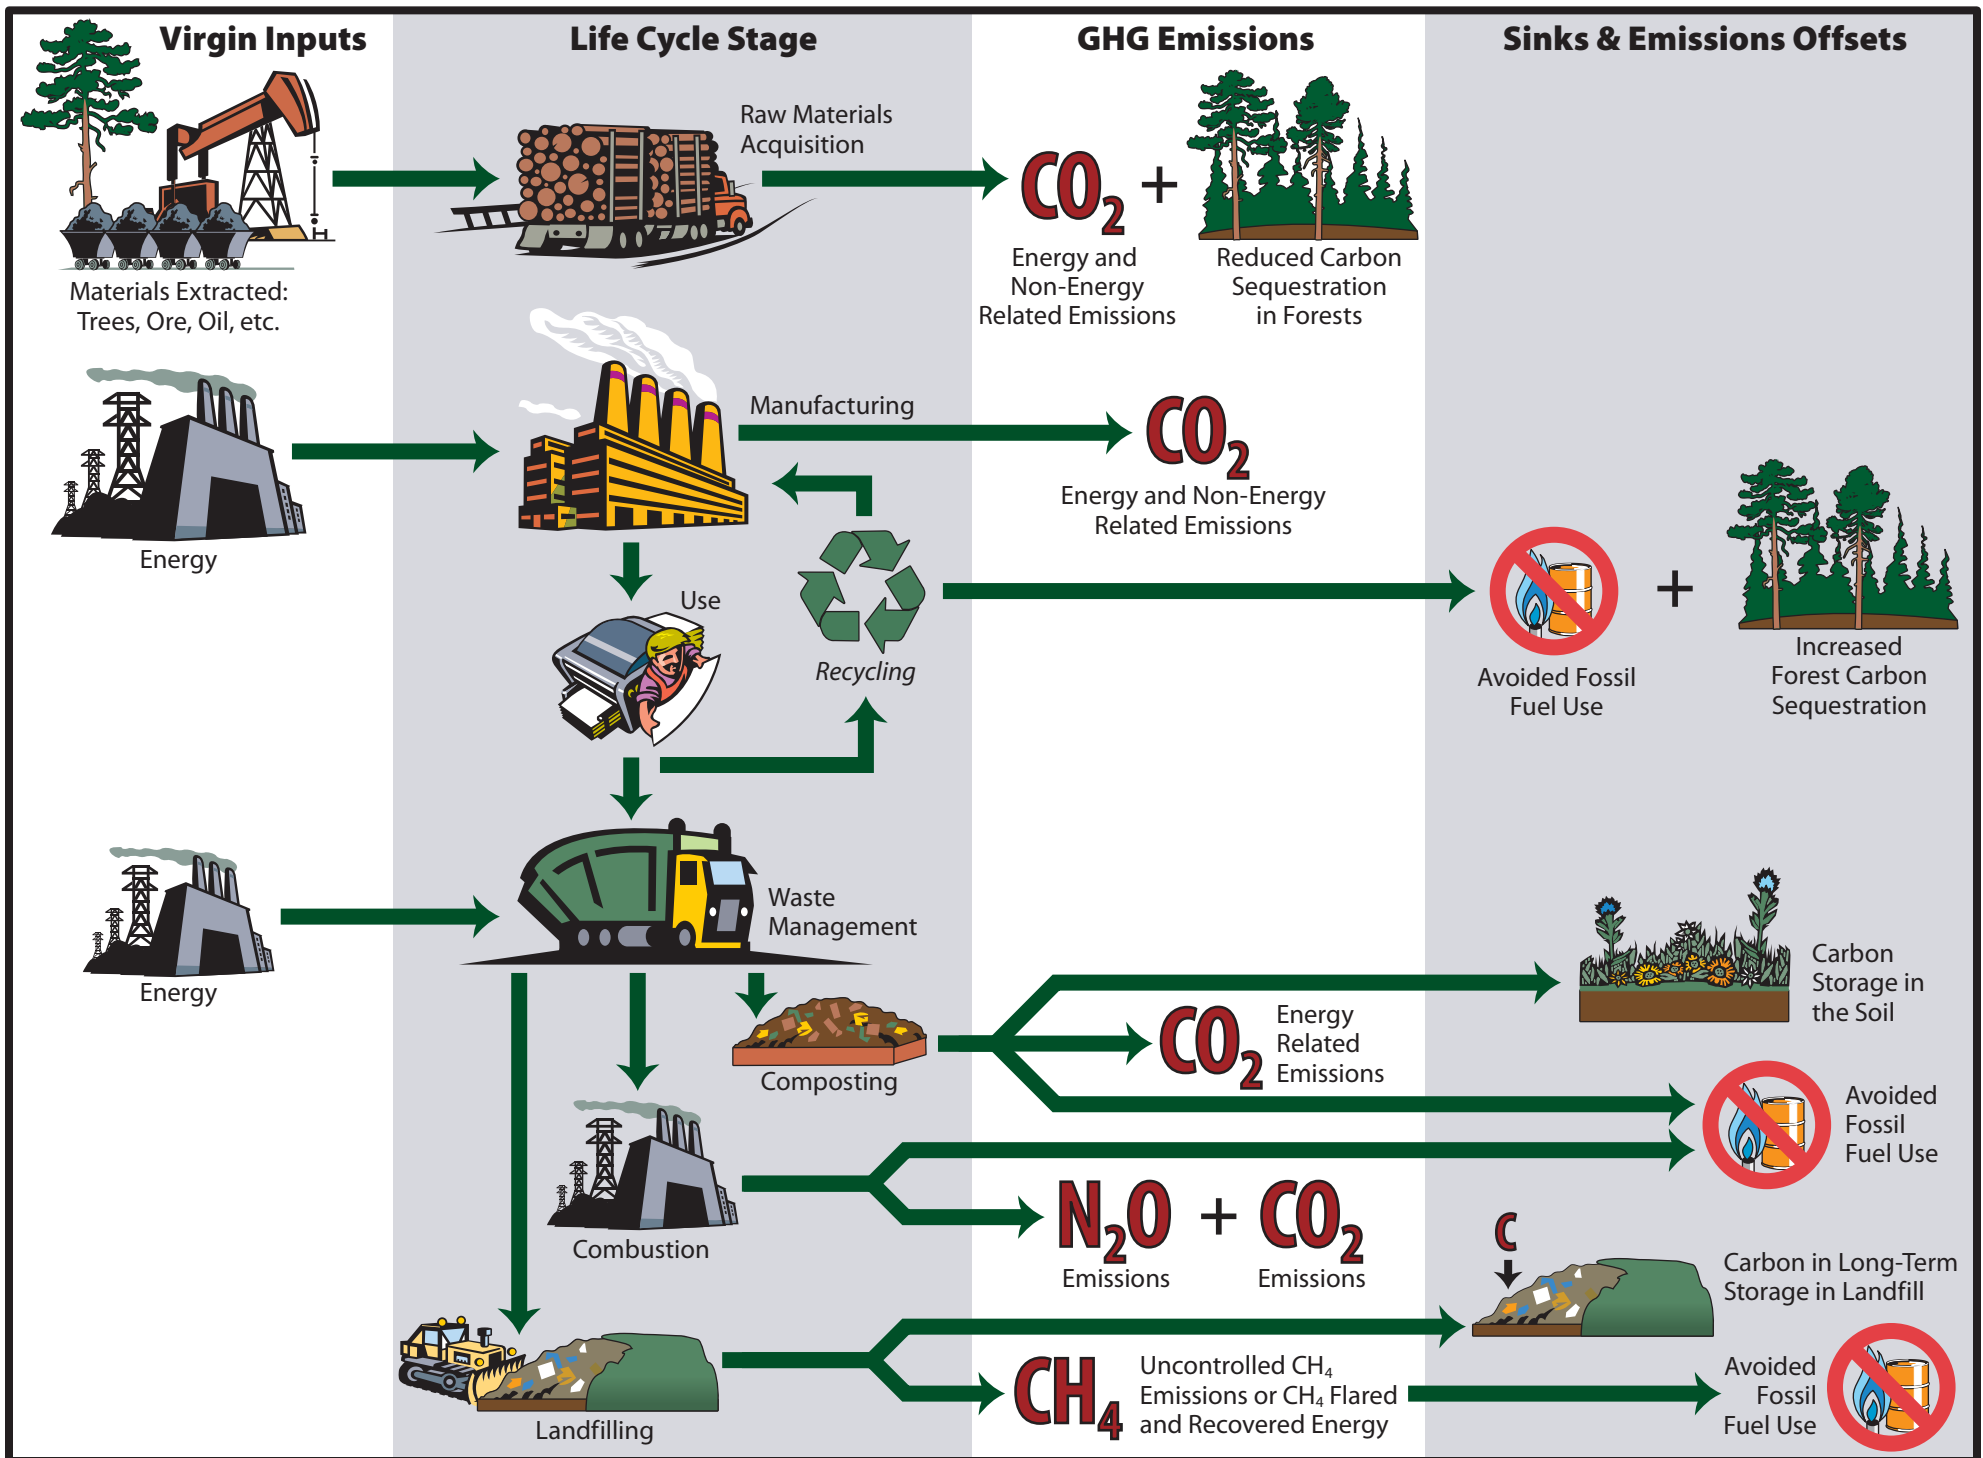 Virgin Inputs
Life Cycle Stage
GHG Emissions
Sinks & Emissions Offsets
Materials Extracted:
Trees, Ore, Oil, etc.
Raw Materials
Acquisition
CO₂ +
Energy and
Non-Energy
Related Emissions
Reduced Carbon
Sequestration
in Forests
Energy
Manufacturing
CO₂
Energy and Non-Energy
Related Emissions
Use
Recycling
+
Avoided Fossil
Fuel Use
Increased
Forest Carbon
Sequestration
Energy
Waste
Management
Composting
Carbon
Storage in
the Soil
CO₂
Energy
Related
Emissions
Avoided
Fossil
Fuel Use
Combustion
N₂O + CO₂
Emissions
Emissions
C
Carbon in Long-Term
Storage in Landfill
Landfilling
CH₄
Uncontrolled CH₄
Emissions or CH₄ Flared
and Recovered Energy
Avoided
Fossil
Fuel Use